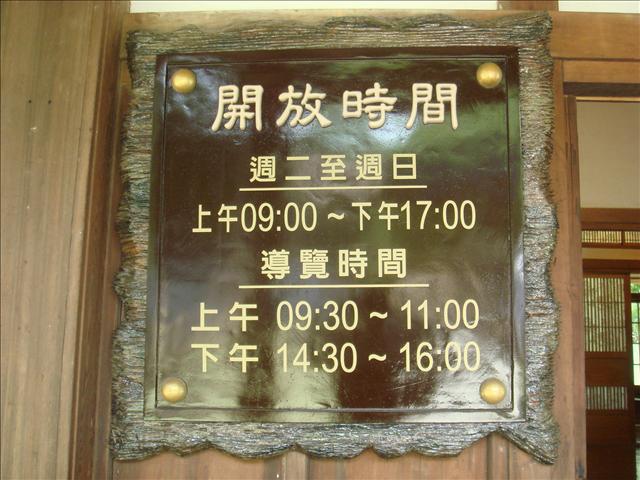 開放時間
週二至週日
上午09:00 ~ 下午17:00
導覽時間
上午 09:30 ~ 11:00
下午 14:30 ~ 16:00